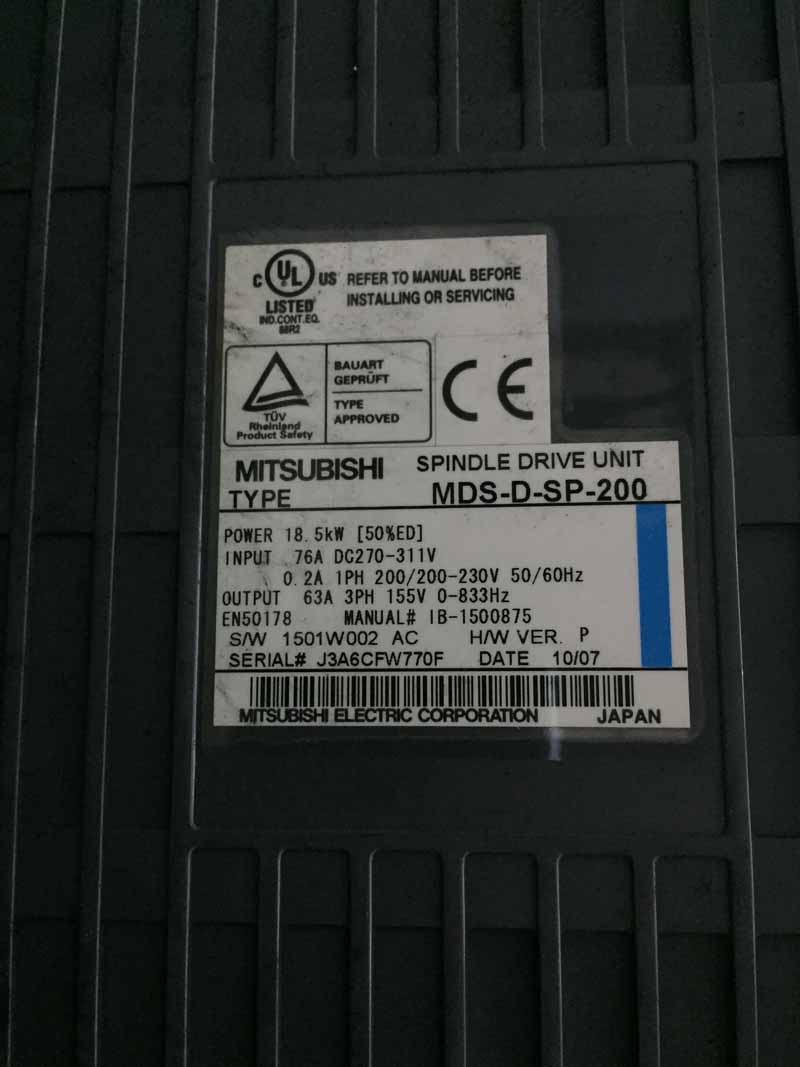 C UL US
LISTED
IND.CONT.EQ.
66R2
REFER TO MANUAL BEFORE
INSTALLING OR SERVICING
TÜV
Rheinland
Product Safety
BAUART
GEPRÜFT
TYPE
APPROVED
CE
MITSUBISHI SPINDLE DRIVE UNIT
TYPE MDS-D-SP-200
POWER 18.5kW [50%ED]
INPUT 76A DC270-311V
0.2A 1PH 200/200-230V 50/60Hz
OUTPUT 63A 3PH 155V 0-833Hz
EN50178 MANUAL# IB-1500875
S/W 1501W002 AC H/W VER. P
SERIAL# J3A6CFW770F DATE 10/07
MITSUBISHI ELECTRIC CORPORATION JAPAN